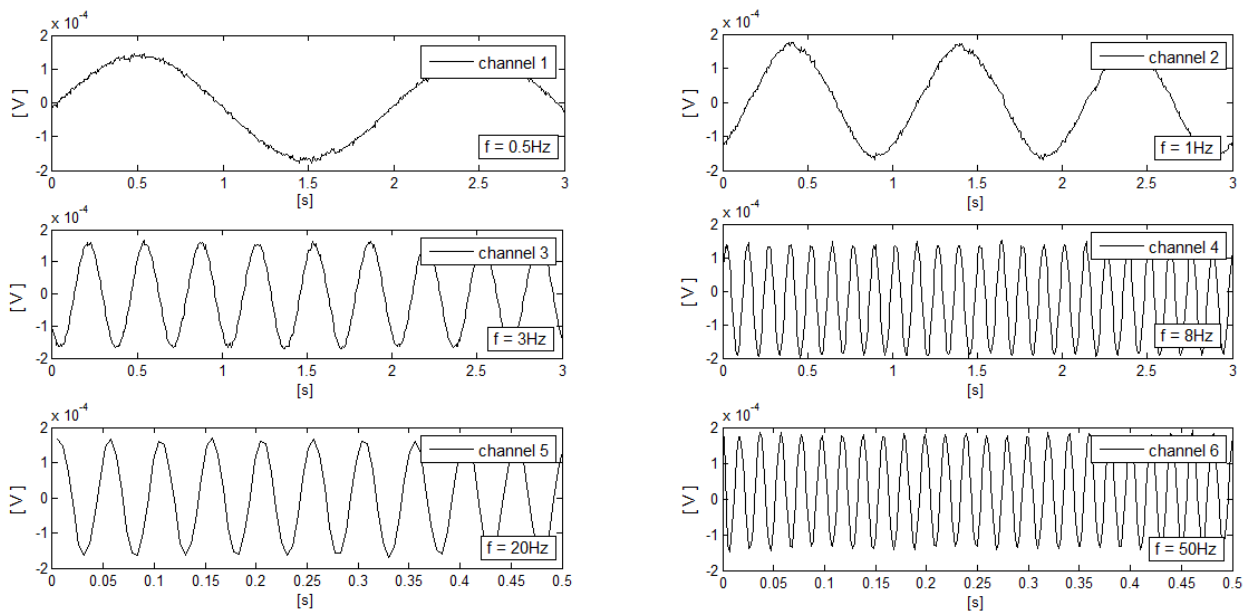 x 10⁻⁴
2
1
0
-1
-2
[ V ]
channel 1
f = 0.5Hz
0 0.5 1 1.5 2 2.5 3
[s]
x 10⁻⁴
2
1
0
-1
-2
[ V ]
channel 2
f = 1Hz
0 0.5 1 1.5 2 2.5 3
[s]
x 10⁻⁴
2
1
0
-1
-2
[ V ]
channel 3
f = 3Hz
0 0.5 1 1.5 2 2.5 3
[s]
x 10⁻⁴
2
1
0
-1
-2
[ V ]
channel 4
f = 8Hz
0 0.5 1 1.5 2 2.5 3
[s]
x 10⁻⁴
2
1
0
-1
-2
[ V ]
channel 5
f = 20Hz
0 0.05 0.1 0.15 0.2 0.25 0.3 0.35 0.4 0.45 0.5
[s]
x 10⁻⁴
2
1
0
-1
-2
[ V ]
channel 6
f = 50Hz
0 0.05 0.1 0.15 0.2 0.25 0.3 0.35 0.4 0.45 0.5
[s]